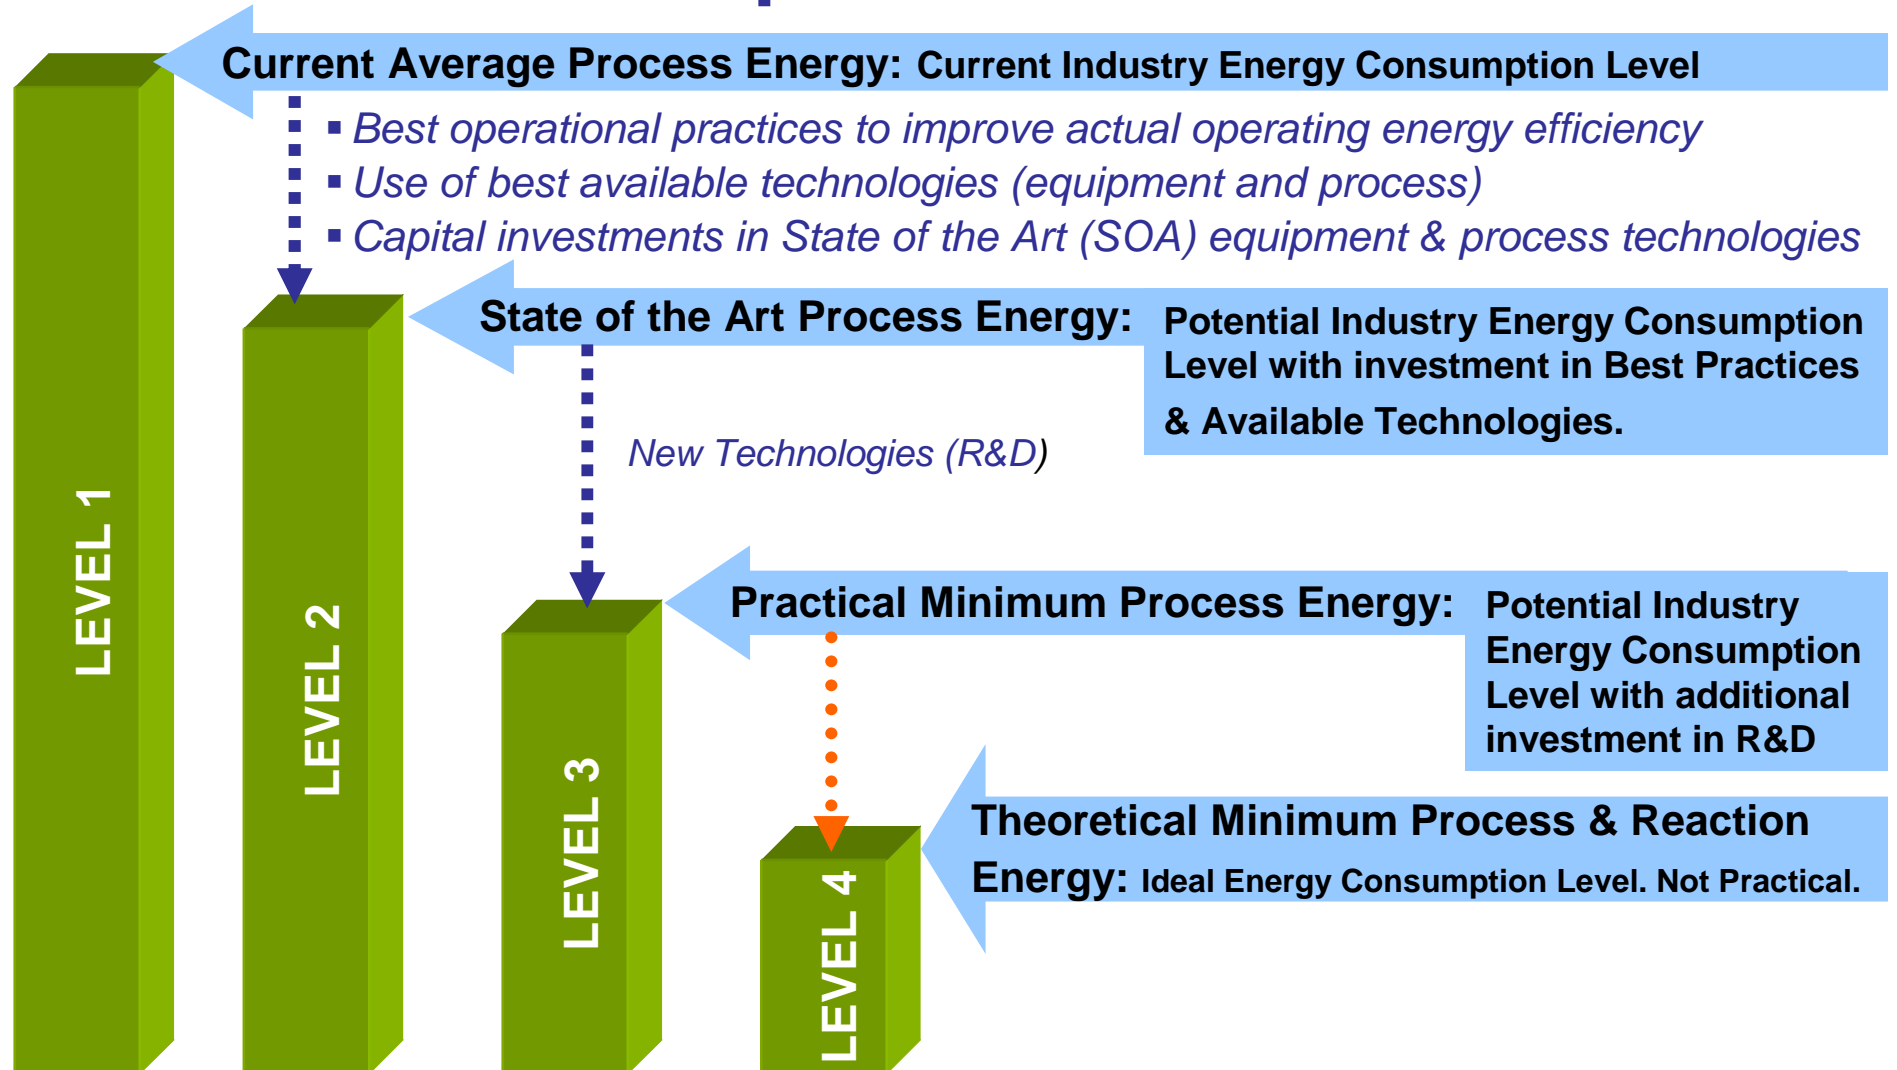 Current Average Process Energy: Current Industry Energy Consumption Level
▪ Best operational practices to improve actual operating energy efficiency
▪ Use of best available technologies (equipment and process)
▪ Capital investments in State of the Art (SOA) equipment & process technologies
State of the Art Process Energy:
Potential Industry Energy Consumption
Level with investment in Best Practices
& Available Technologies.
New Technologies (R&D)
Practical Minimum Process Energy:
Potential Industry
Energy Consumption
Level with additional
investment in R&D
Theoretical Minimum Process & Reaction
Energy: Ideal Energy Consumption Level. Not Practical.
LEVEL 1
LEVEL 2
LEVEL 3
LEVEL 4